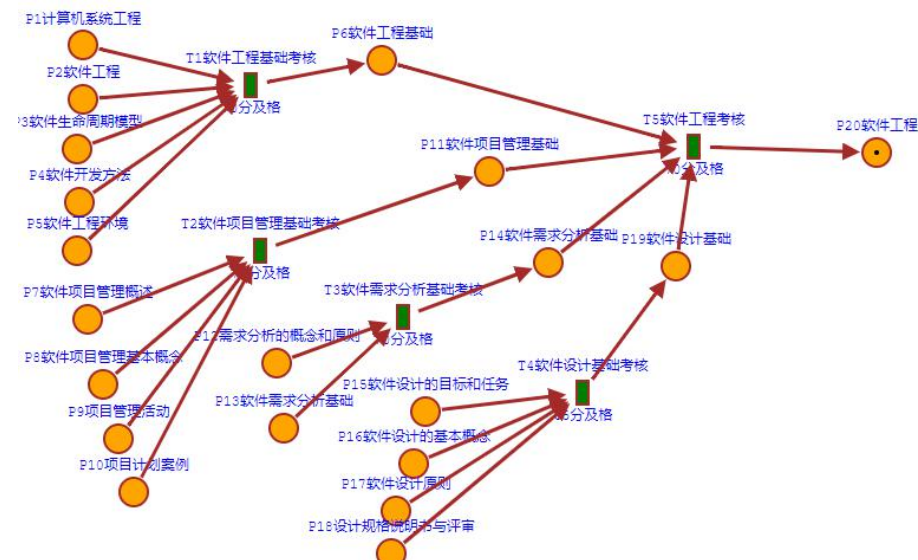 P1计算机系统工程
P2软件工程
P3软件生命周期模型
P4软件开发方法
P5软件工程环境
T1软件工程基础考核
分及格
P6软件工程基础
P7软件项目管理概述
P8软件项目管理基本概念
P9项目管理活动
P10项目计划案例
T2软件项目管理基础考核
分及格
P11软件项目管理基础
P12需求分析的概念和原则
P13软件需求分析基础
T3软件需求分析基础考核
分及格
P14软件需求分析基础
P15软件设计的目标和任务
P16软件设计的基本概念
P17软件设计原则
P18设计规格说明书与评审
T4软件设计基础考核
分及格
P19软件设计基础
T5软件工程考核
分及格
P20软件工程